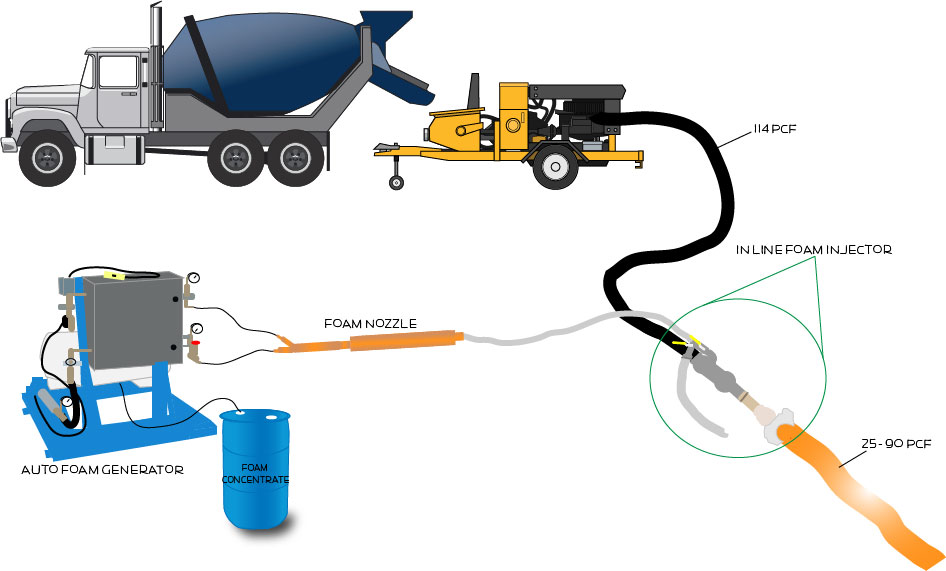 114 PCF
IN LINE FOAM INJECTOR
FOAM NOZZLE
25-90 PCF
AUTO FOAM GENERATOR
FOAM
CONCENTRATE